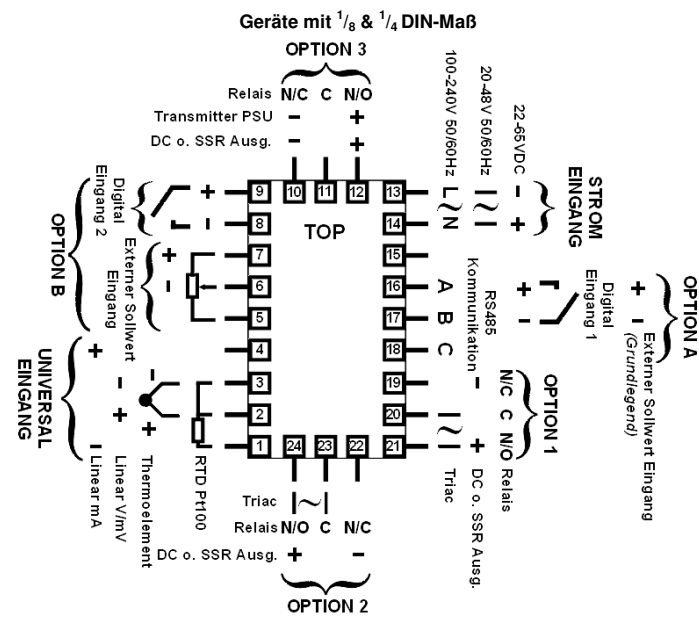 Geräte mit 1/8 & 1/4 DIN-Maß
OPTION 3
Relais N/C C N/O
Transmitter PSU − +
DC o. SSR Ausg. − +
100-240V 50/60Hz L ~ N
20-48V 50/60Hz ~
22-65VDC − +
STROM
EINGANG
9 10 11 12 13
8 TOP 14
7 15
6 16 A
5 17 B
4 18 C
3 19
2 20
1 24 23 22 21
Digital
Eingang 2
+ −
OPTION B
Externer Sollwert
Eingang
+ −
UNIVERSAL
EINGANG
+ − Linear mA
− + Linear V/mV
− + Thermoelement
RTD Pt100
RS485
Kommunikation
Digital
Eingang 1
+ −
OPTION A
+ −
Externer Sollwert Eingang
(Grundlegend)
OPTION 1
N/C C N/O Relais
− + DC o. SSR Ausg.
~ Triac
Triac ~
Relais N/O C N/C
DC o. SSR Ausg. + −
OPTION 2